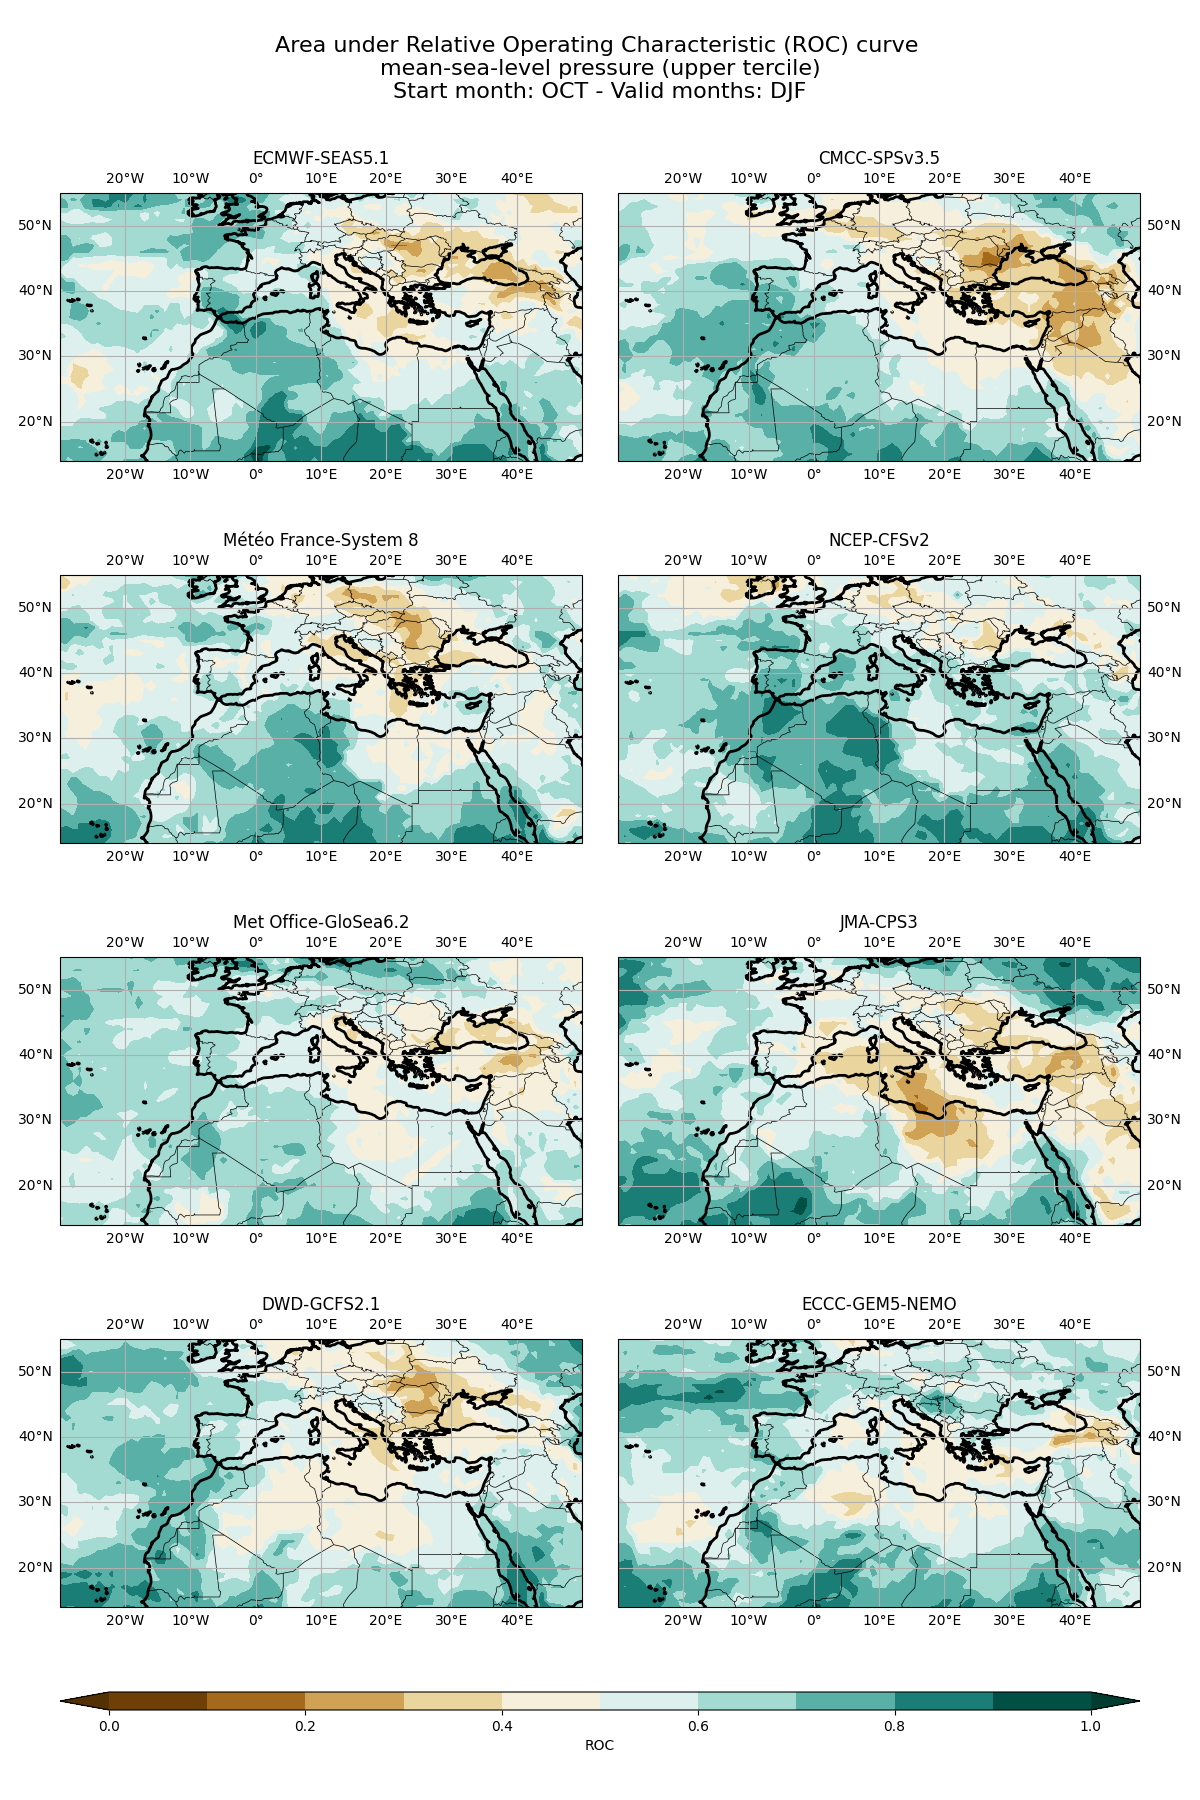 Area under Relative Operating Characteristic (ROC) curve
mean-sea-level pressure (upper tercile)
Start month: OCT - Valid months: DJF
ECMWF-SEAS5.1
20°W 10°W 0° 10°E 20°E 30°E 40°E
50°N
40°N
30°N
20°N
20°W 10°W 0° 10°E 20°E 30°E 40°E
CMCC-SPSv3.5
20°W 10°W 0° 10°E 20°E 30°E 40°E
50°N
40°N
30°N
20°N
20°W 10°W 0° 10°E 20°E 30°E 40°E
Météo France-System 8
20°W 10°W 0° 10°E 20°E 30°E 40°E
50°N
40°N
30°N
20°N
20°W 10°W 0° 10°E 20°E 30°E 40°E
NCEP-CFSv2
20°W 10°W 0° 10°E 20°E 30°E 40°E
50°N
40°N
30°N
20°N
20°W 10°W 0° 10°E 20°E 30°E 40°E
Met Office-GloSea6.2
20°W 10°W 0° 10°E 20°E 30°E 40°E
50°N
40°N
30°N
20°N
20°W 10°W 0° 10°E 20°E 30°E 40°E
JMA-CPS3
20°W 10°W 0° 10°E 20°E 30°E 40°E
50°N
40°N
30°N
20°N
20°W 10°W 0° 10°E 20°E 30°E 40°E
DWD-GCFS2.1
20°W 10°W 0° 10°E 20°E 30°E 40°E
50°N
40°N
30°N
20°N
20°W 10°W 0° 10°E 20°E 30°E 40°E
ECCC-GEM5-NEMO
20°W 10°W 0° 10°E 20°E 30°E 40°E
50°N
40°N
30°N
20°N
20°W 10°W 0° 10°E 20°E 30°E 40°E
0.0 0.2 0.4 0.6 0.8 1.0
ROC